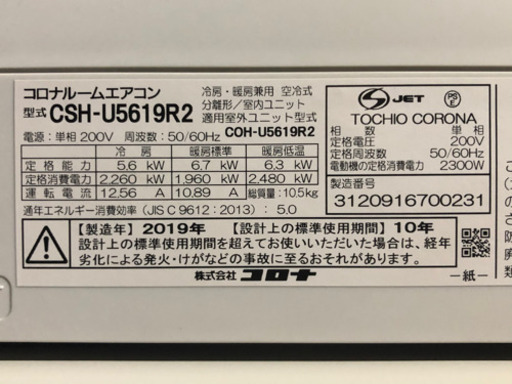 コロナルームエアコン
型式 CSH-U5619R2
冷房・暖房兼用 空冷式
分離形/室内ユニット
適用室外ユニット型式
電源:単相200V 周波数:50/60Hz COH-U5619R2
冷房 暖房標準 暖房低温
定格能力 5.6 kW 6.7 kW 6.3 kW
定格消費電力 2,260 kW 1,960 kW 2,480 kW
運転電流 12.56 A 10.89 A 総質量:10.5kg
通年エネルギー消費効率(JIS C 9612:2013): 5.0
【製造年】2019年 【設計上の標準使用期間】10年
設計上の標準使用期間を超えてお使いいただいた場合は、経年
劣化による発火・けがなどの事故に至るおそれがあります。
株式会社 コロナ
JET
PS E
TOCHIO CORONA
相数 単相
定格電圧 200V
周波数 50/60Hz
電動機の定格消費電力 2300W
製造番号
3120916700231
ー紙ー